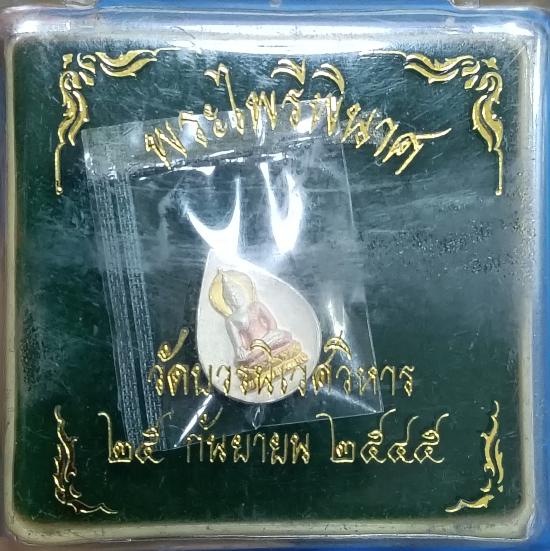 พระไพรีพินาศ
วัดบวรนิเวศวิหาร
๒๕ กันยายน ๒๕๔๕